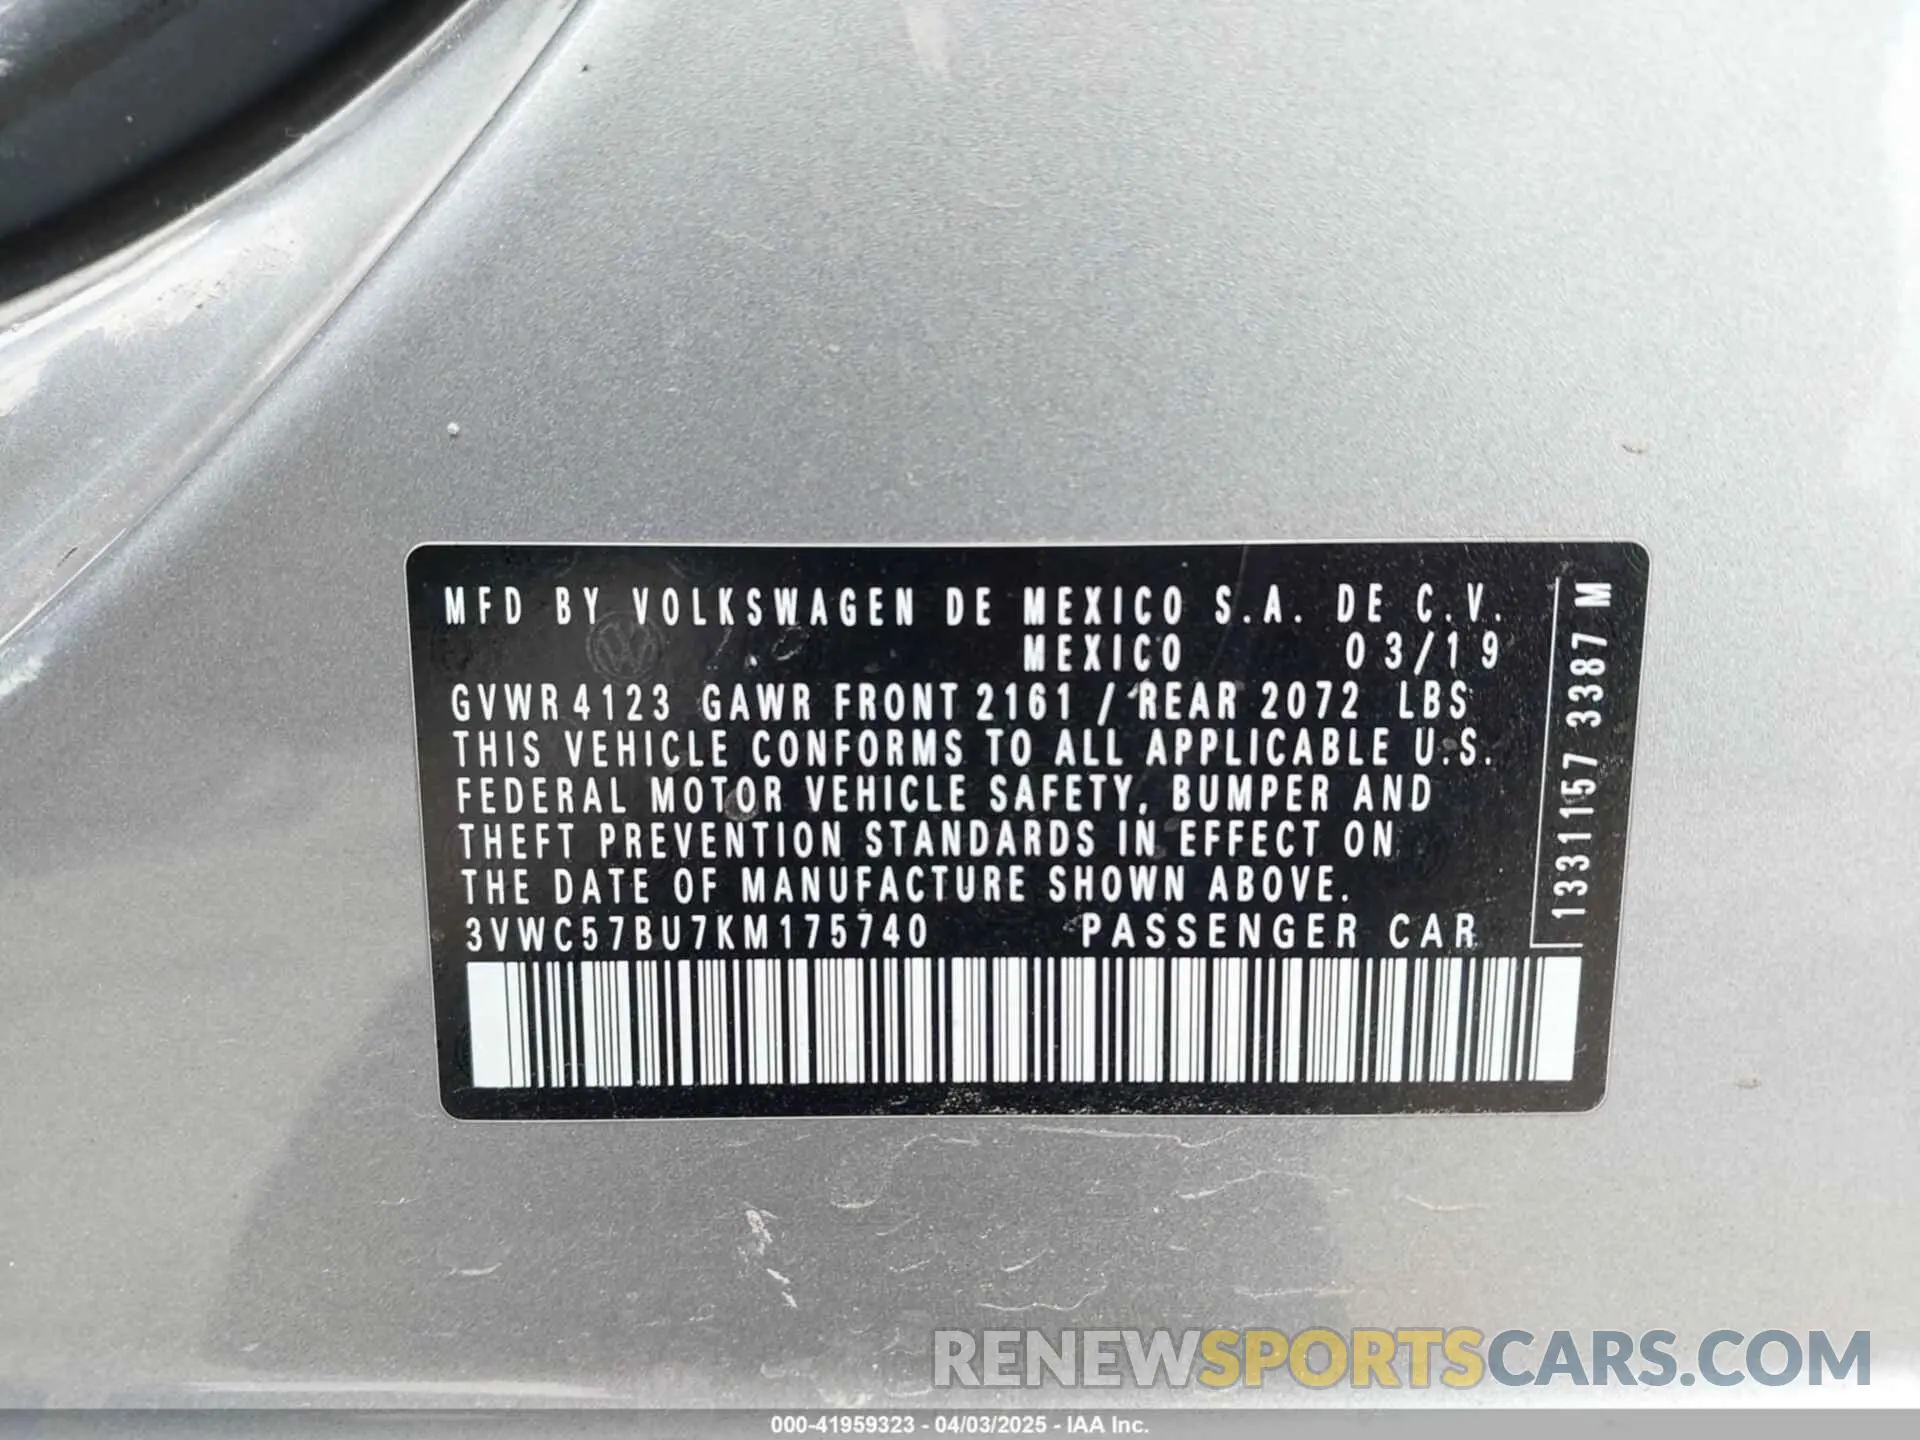 MFD BY VOLKSWAGEN DE MEXICO S.A. DE C.V.
MEXICO 03/19
GVWR 4123 GAWR FRONT 2161 / REAR 2072 LBS
THIS VEHICLE CONFORMS TO ALL APPLICABLE U.S.
FEDERAL MOTOR VEHICLE SAFETY, BUMPER AND
THEFT PREVENTION STANDARDS IN EFFECT ON
THE DATE OF MANUFACTURE SHOWN ABOVE.
3VWC57BU7KM175740 PASSENGER CAR
1331157 3387 M
RENEWSPORTSCARS.COM
000-41959323 - 04/03/2025 - IAA Inc.